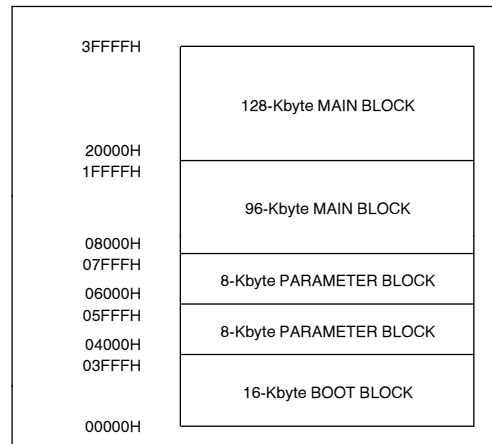 3FFFFH
128-Kbyte MAIN BLOCK
20000H
1FFFFH
96-Kbyte MAIN BLOCK
08000H
07FFFH
8-Kbyte PARAMETER BLOCK
06000H
05FFFH
8-Kbyte PARAMETER BLOCK
04000H
03FFFH
16-Kbyte BOOT BLOCK
00000H